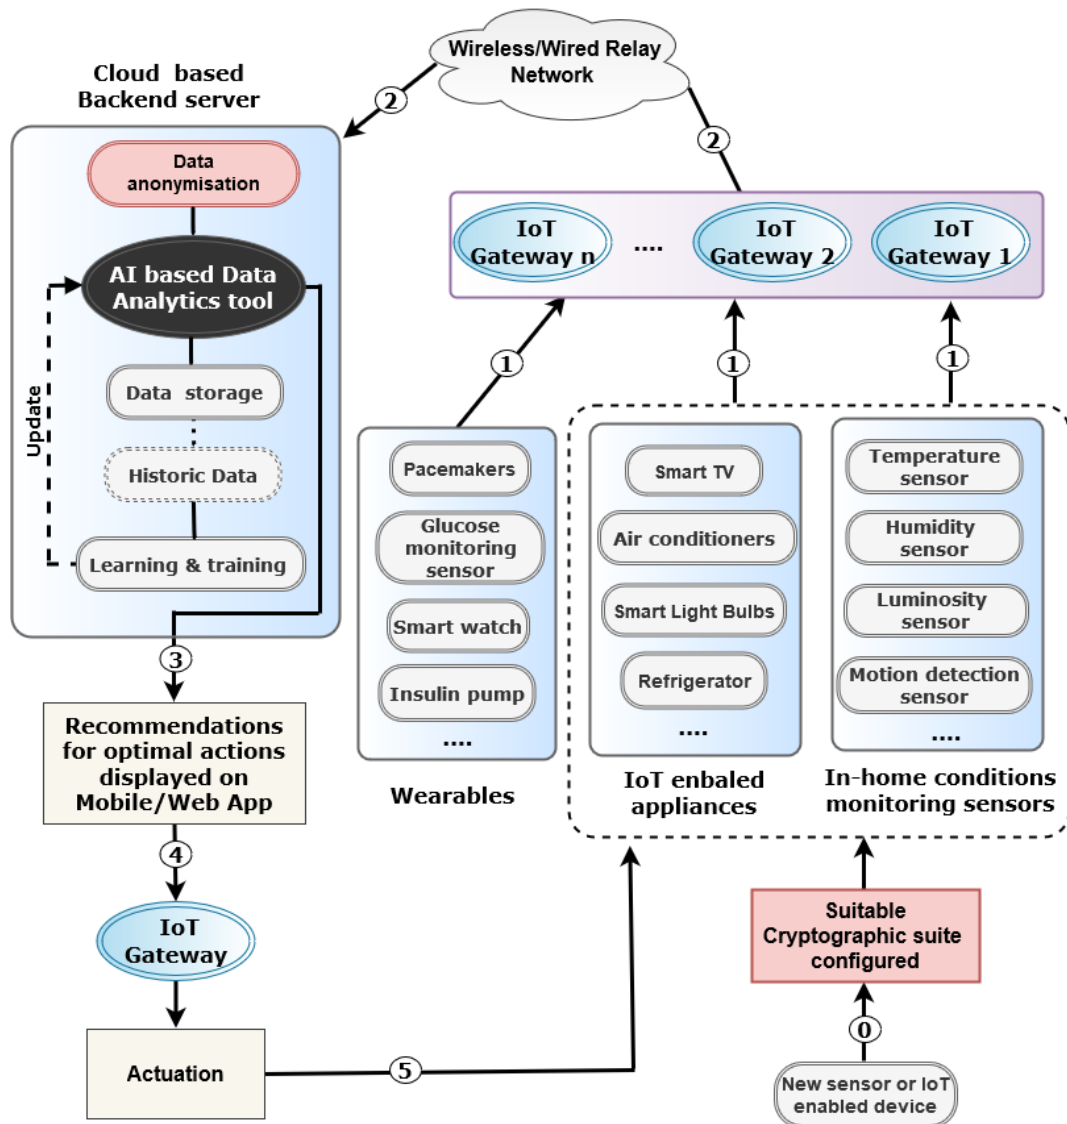 Wireless/Wired Relay
Network
Cloud based
Backend server
2
2
Data
anonymisation
AI based Data
Analytics tool
Update
Data storage
Historic Data
Learning & training
IoT
Gateway n
....
IoT
Gateway 2
IoT
Gateway 1
1
1
1
Pacemakers
Glucose
monitoring
sensor
Smart watch
Insulin pump
....
Wearables
Smart TV
Air conditioners
Smart Light Bulbs
Refrigerator
....
IoT enbaled
appliances
Temperature
sensor
Humidity
sensor
Luminosity
sensor
Motion detection
sensor
....
In-home conditions
monitoring sensors
3
Recommendations
for optimal actions
displayed on
Mobile/Web App
4
IoT
Gateway
Actuation
5
Suitable
Cryptographic suite
configured
0
New sensor or IoT
enabled device